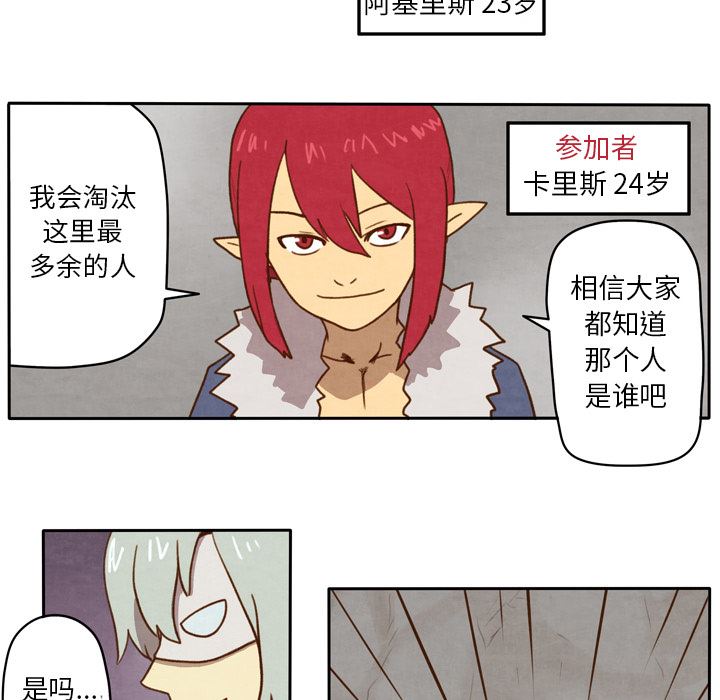 阿基里斯 23岁
参加者
卡里斯 24岁
我会淘汰
这里最
多余的人
相信大家
都知道
那个人
是谁吧
是吗...